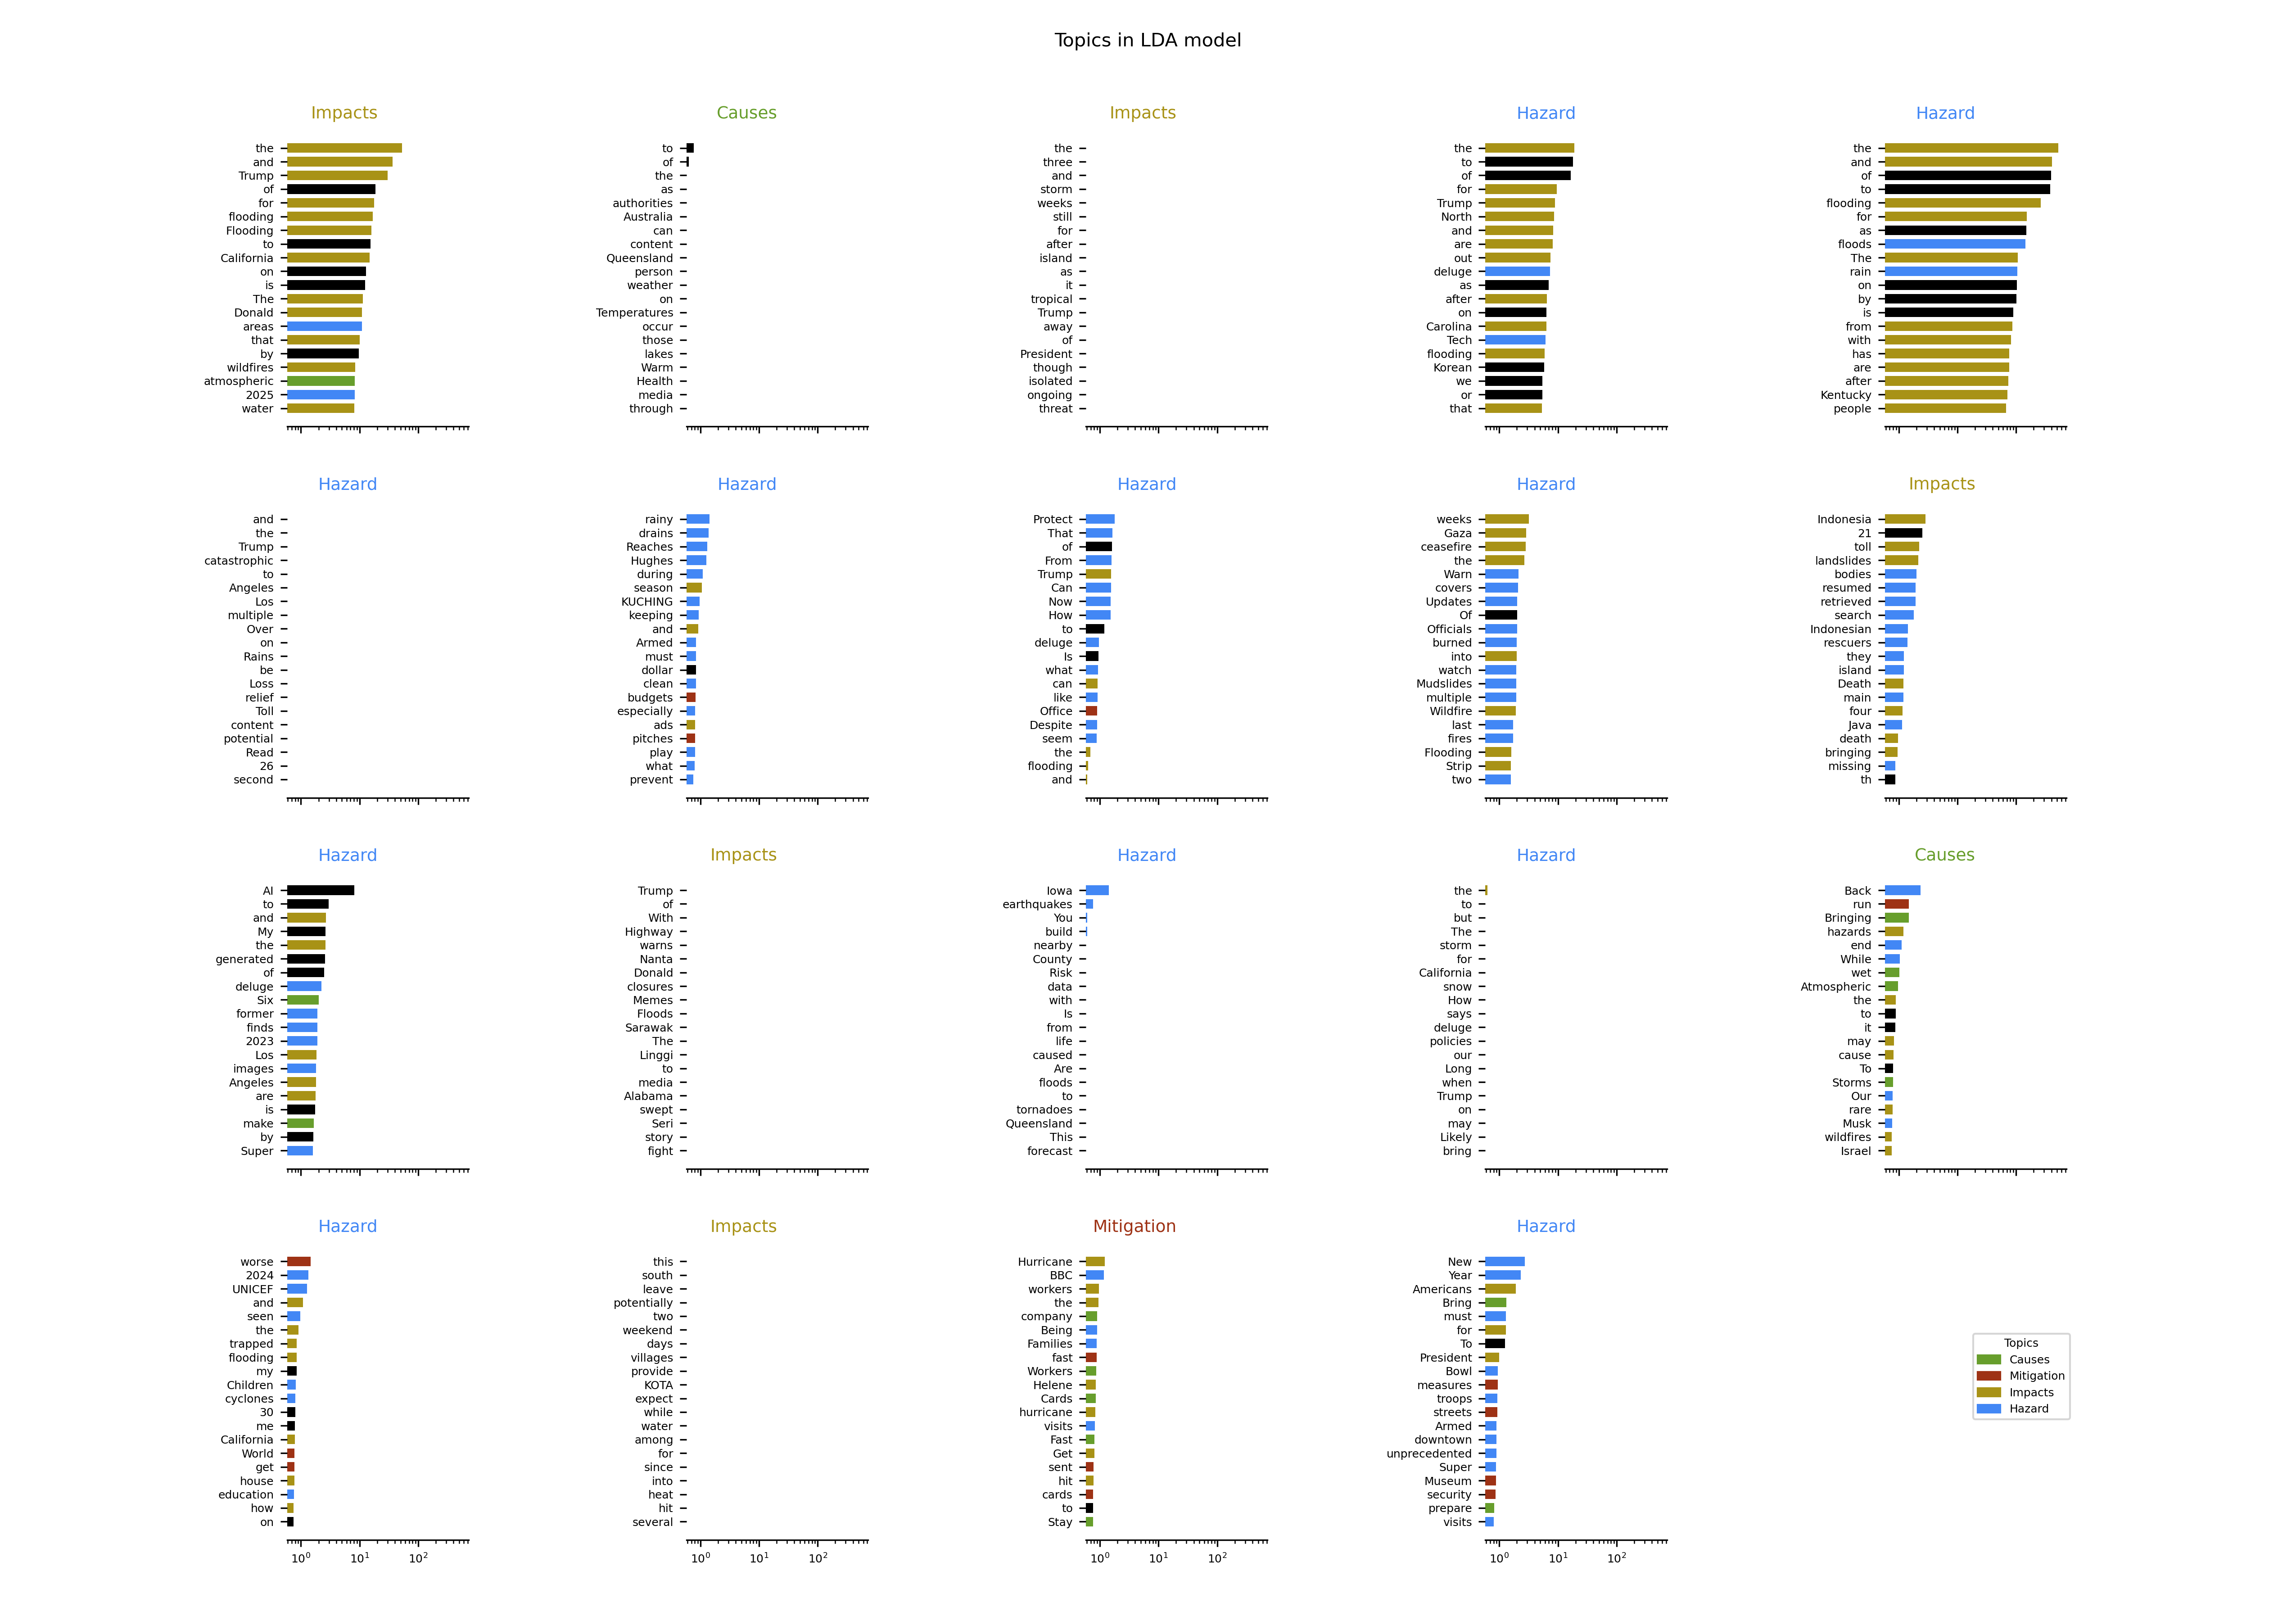 Topics in LDA model
Impacts
the
and
Trump
of
for
flooding
Flooding
to
California
on
is
The
Donald
areas
that
by
wildfires
atmospheric
2025
water
Causes
to
of
the
as
authorities
Australia
can
content
Queensland
person
weather
on
Temperatures
occur
those
lakes
Warm
Health
media
through
Impacts
the
three
and
storm
weeks
still
for
after
island
as
it
tropical
Trump
away
of
President
though
isolated
ongoing
threat
Hazard
the
to
of
for
Trump
North
and
are
out
deluge
as
after
on
Carolina
Tech
flooding
Korean
we
or
that
Hazard
the
and
of
to
flooding
for
as
floods
The
rain
on
by
is
from
with
has
are
after
Kentucky
people
Hazard
and
the
Trump
catastrophic
to
Angeles
Los
multiple
Over
on
Rains
be
Loss
relief
Toll
content
potential
Read
26
second
Hazard
rainy
drains
Reaches
Hughes
during
season
KUCHING
keeping
and
Armed
must
dollar
clean
budgets
especially
ads
pitches
play
what
prevent
Hazard
Protect
That
of
From
Trump
Can
Now
How
to
deluge
Is
what
can
like
Office
Despite
seem
the
flooding
and
Hazard
weeks
Gaza
ceasefire
the
Warn
covers
Updates
Of
Officials
burned
into
watch
Mudslides
multiple
Wildfire
last
fires
Flooding
Strip
two
Impacts
Indonesia
21
toll
landslides
bodies
resumed
retrieved
search
Indonesian
rescuers
they
island
Death
main
four
Java
death
bringing
missing
th
Hazard
AI
to
and
My
the
generated
of
deluge
Six
former
finds
2023
Los
images
Angeles
are
is
make
by
Super
Impacts
Trump
of
With
Highway
warns
Nanta
Donald
closures
Memes
Floods
Sarawak
The
Linggi
to
media
Alabama
swept
Seri
story
fight
Hazard
Iowa
earthquakes
You
build
nearby
County
Risk
data
with
Is
from
life
caused
Are
floods
to
tornadoes
Queensland
This
forecast
Hazard
the
to
but
The
storm
for
California
snow
How
says
deluge
policies
our
Long
when
Trump
on
may
Likely
bring
Causes
Back
run
Bringing
hazards
end
While
wet
Atmospheric
the
to
it
may
cause
To
Storms
Our
rare
Musk
wildfires
Israel
Hazard
worse
2024
UNICEF
and
seen
the
trapped
flooding
my
Children
cyclones
30
me
California
World
get
house
education
how
on
10⁰ 10¹ 10²
Impacts
this
south
leave
potentially
two
weekend
days
villages
provide
KOTA
expect
while
water
among
for
since
into
heat
hit
several
10⁰ 10¹ 10²
Mitigation
Hurricane
BBC
workers
the
company
Being
Families
fast
Workers
Helene
Cards
hurricane
visits
Fast
Get
sent
hit
cards
to
Stay
10⁰ 10¹ 10²
Hazard
New
Year
Americans
Bring
must
for
To
President
Bowl
measures
troops
streets
Armed
downtown
unprecedented
Super
Museum
security
prepare
visits
10⁰ 10¹ 10²
Topics
Causes
Mitigation
Impacts
Hazard